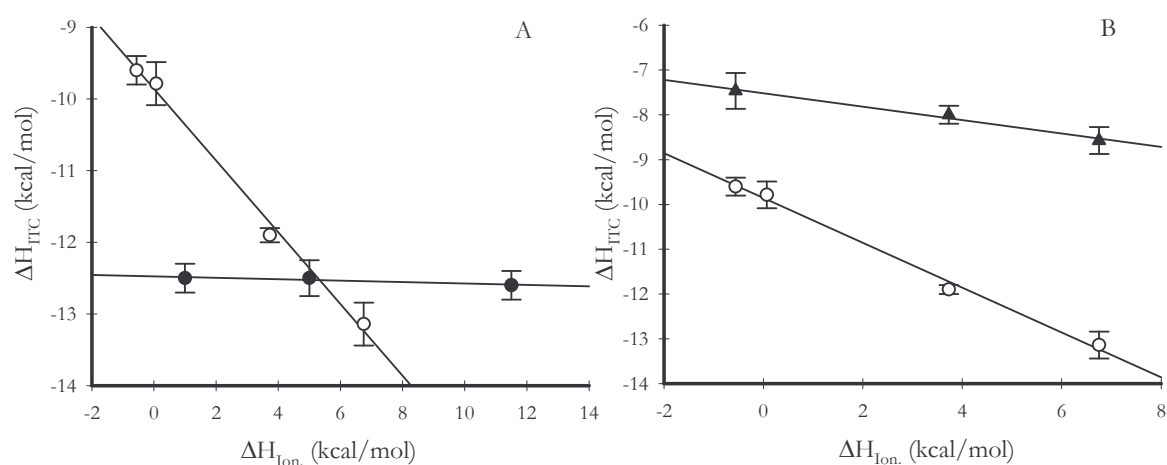 A
-9
-10
-11
-12
-13
-14
-2 0 2 4 6 8 10 12 14
ΔH_ITC (kcal/mol)
ΔH_Ion. (kcal/mol)
B
-5
-6
-7
-8
-9
-10
-11
-12
-13
-14
-2 0 2 4 6 8
ΔH_ITC (kcal/mol)
ΔH_Ion. (kcal/mol)